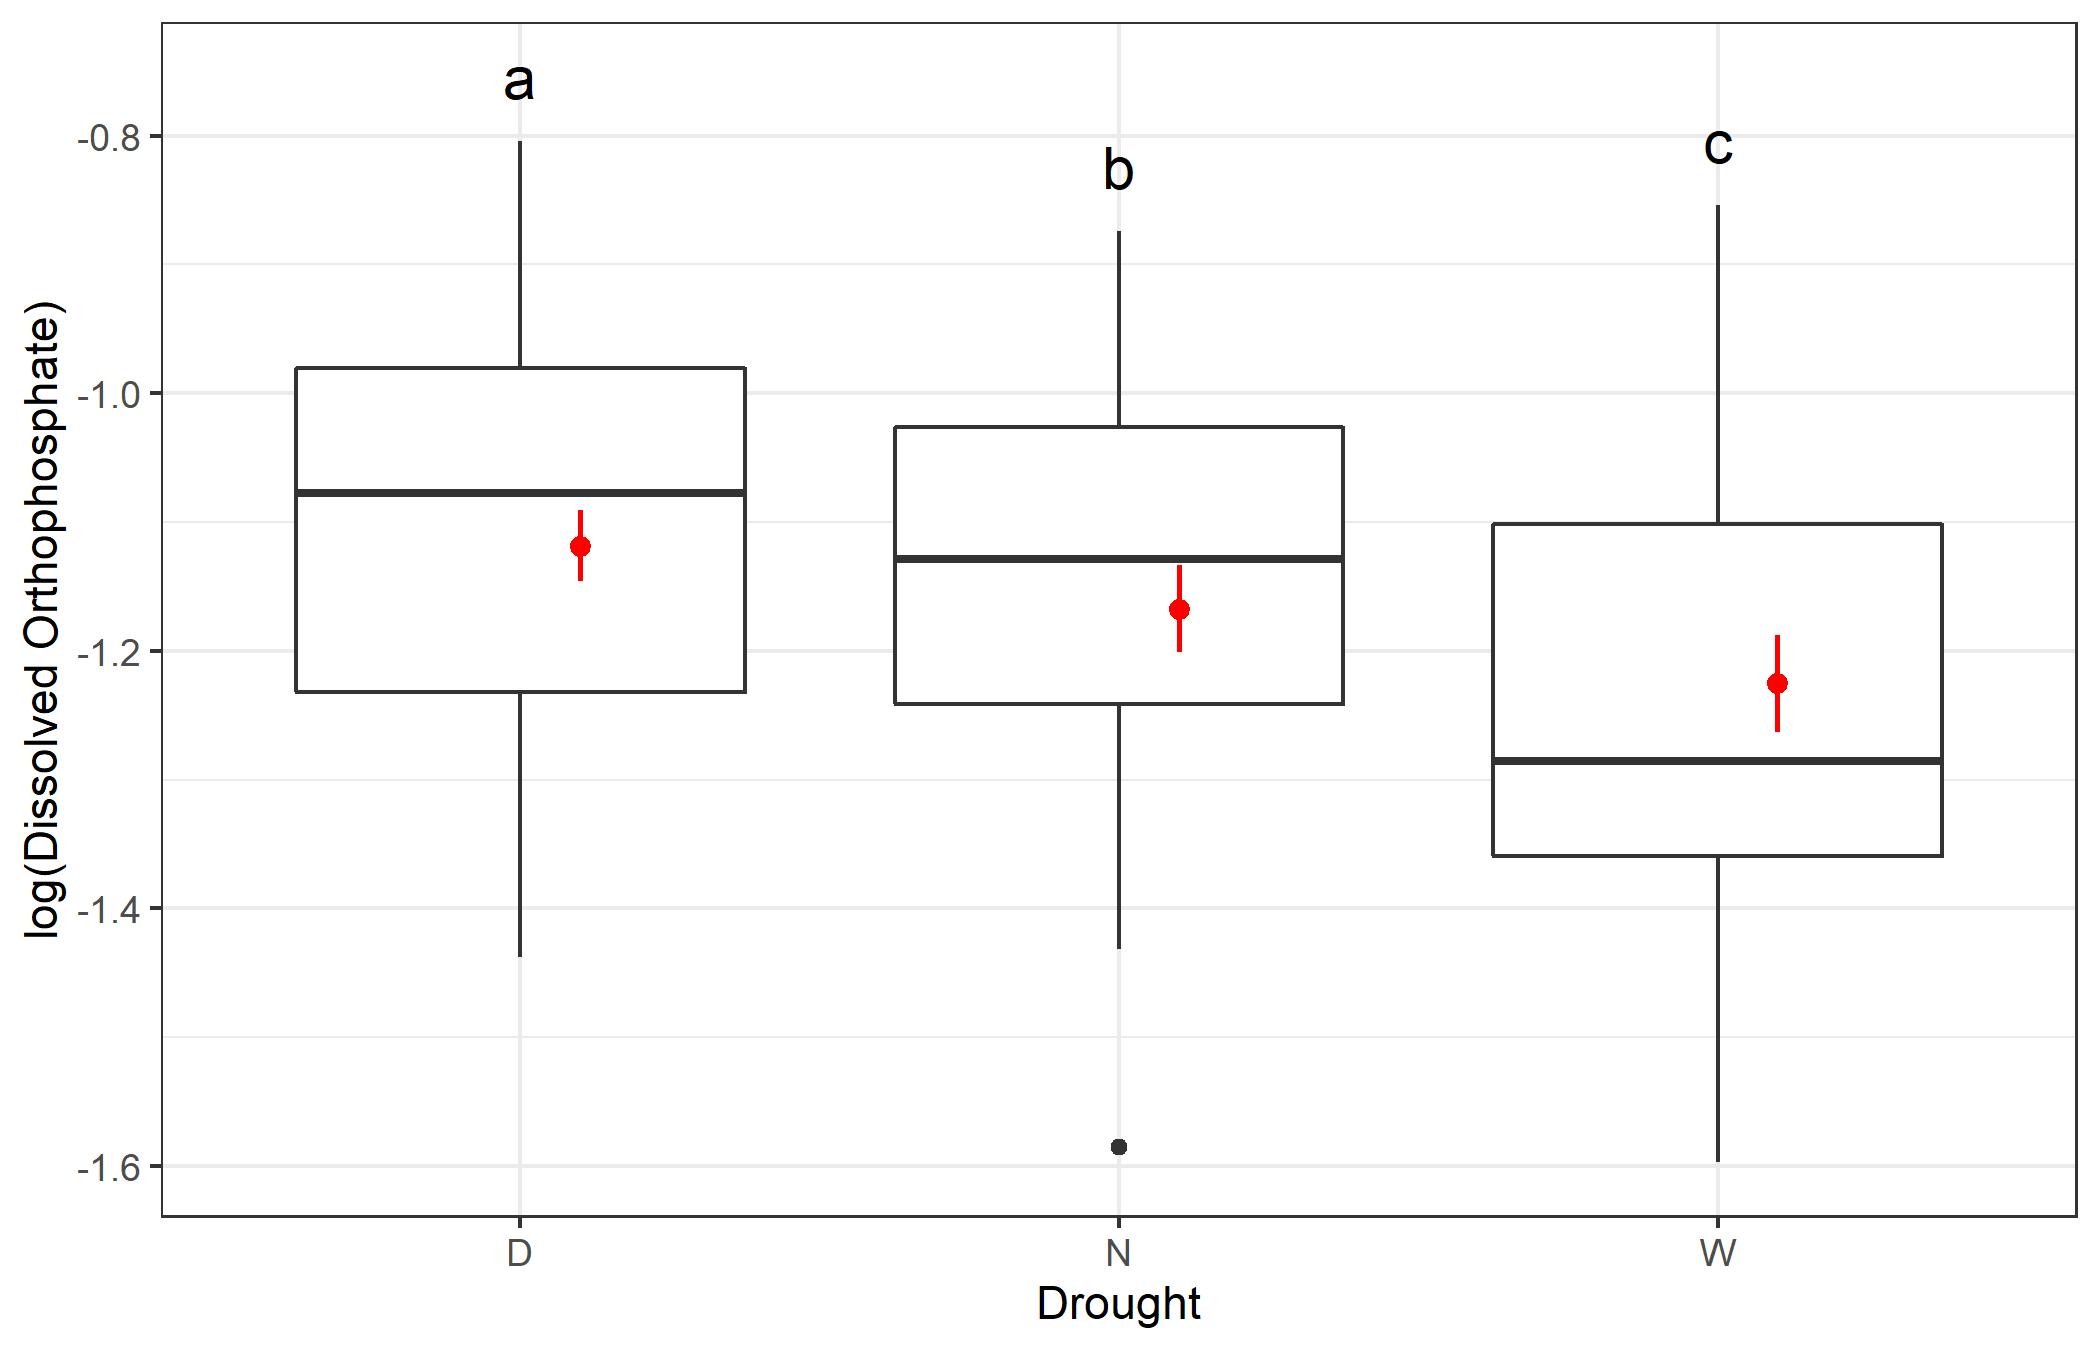 a
b
c
-0.8
-1.0
-1.2
-1.4
-1.6
log(Dissolved Orthophosphate)
D
N
W
Drought